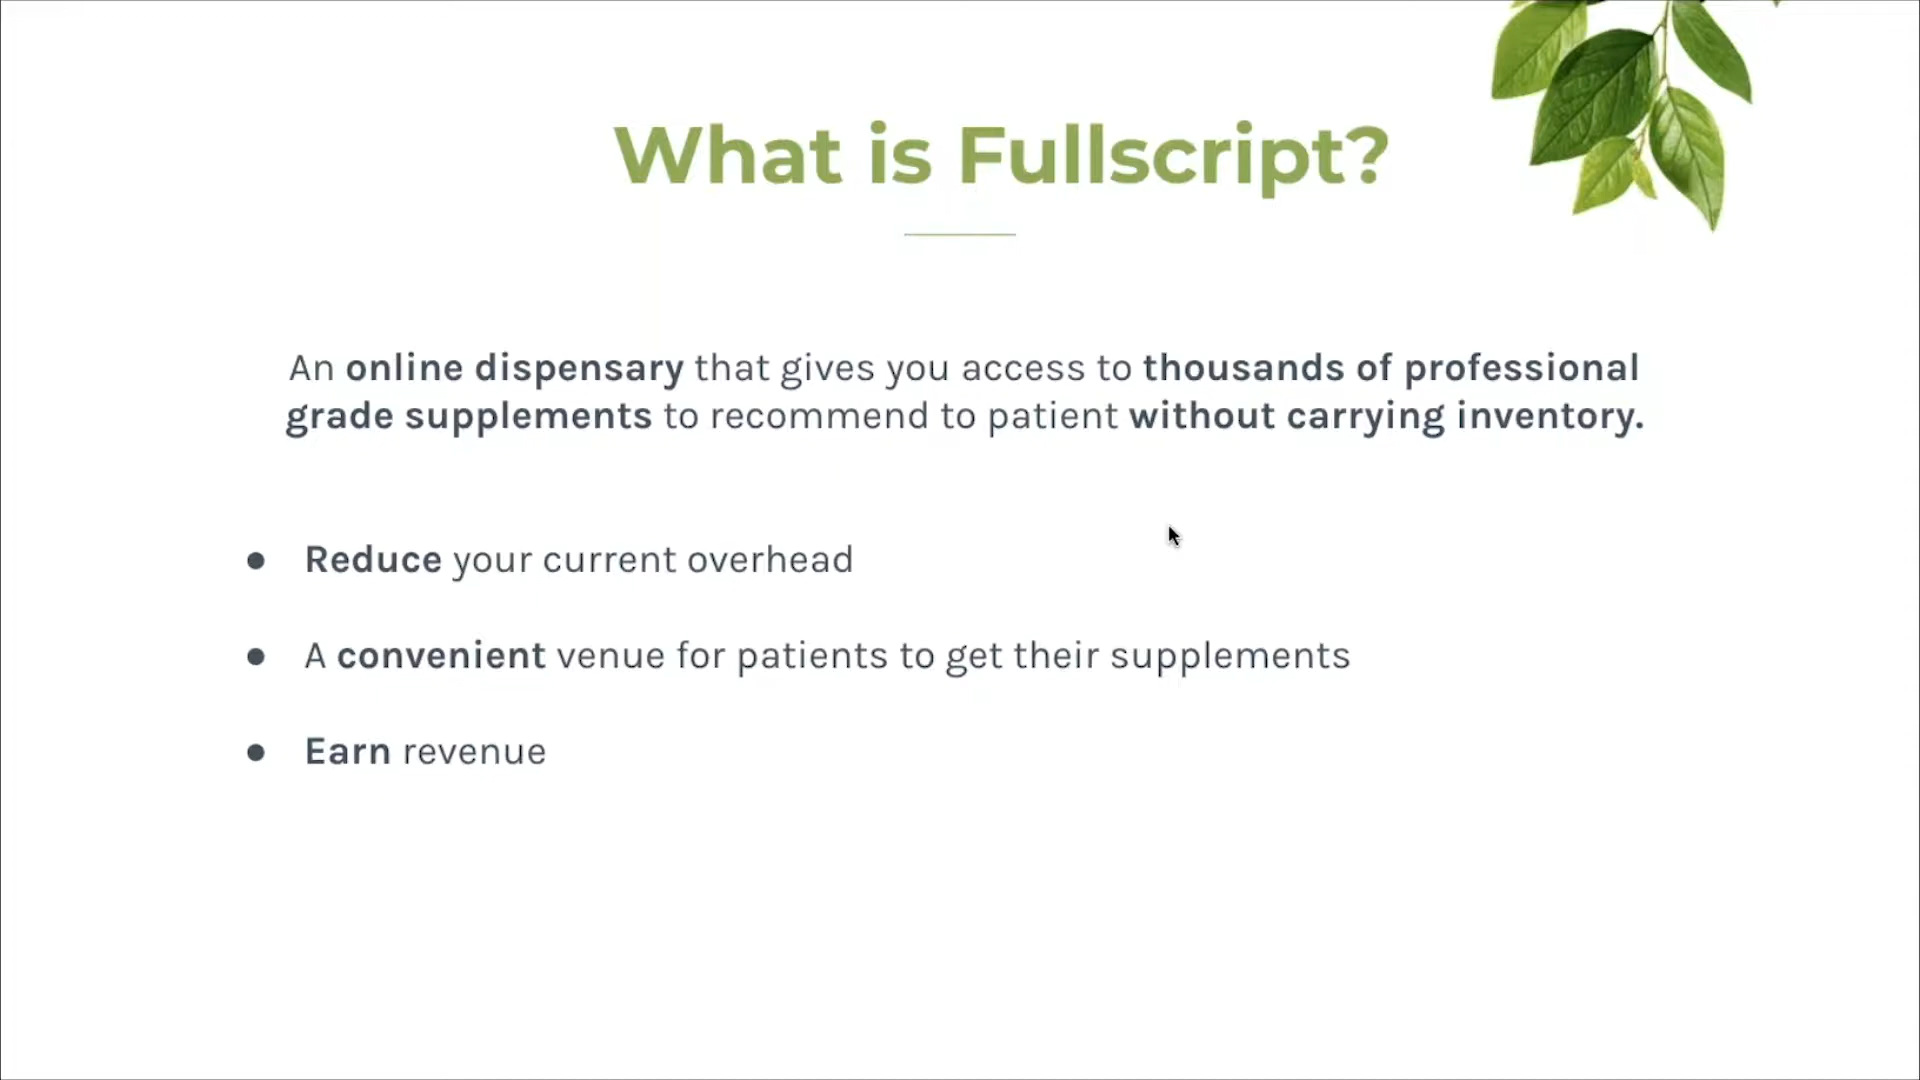 What is Fullscript?
An online dispensary that gives you access to thousands of professional
grade supplements to recommend to patient without carrying inventory.
● Reduce your current overhead
● A convenient venue for patients to get their supplements
● Earn revenue